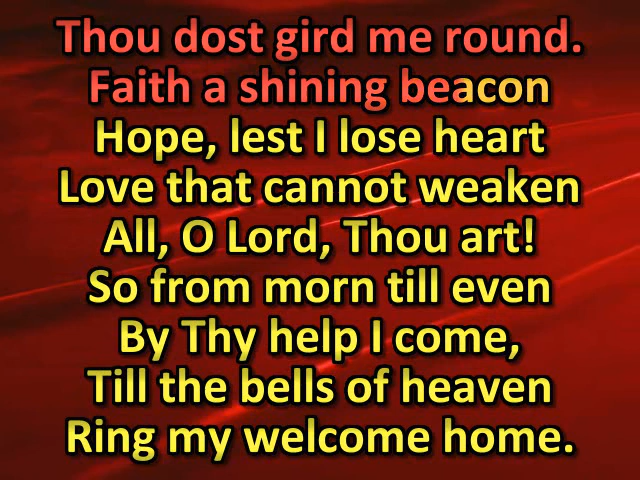 Thou dost gird me round.
Faith a shining beacon
Hope, lest I lose heart
Love that cannot weaken
All, O Lord, Thou art!
So from morn till even
By Thy help I come,
Till the bells of heaven
Ring my welcome home.